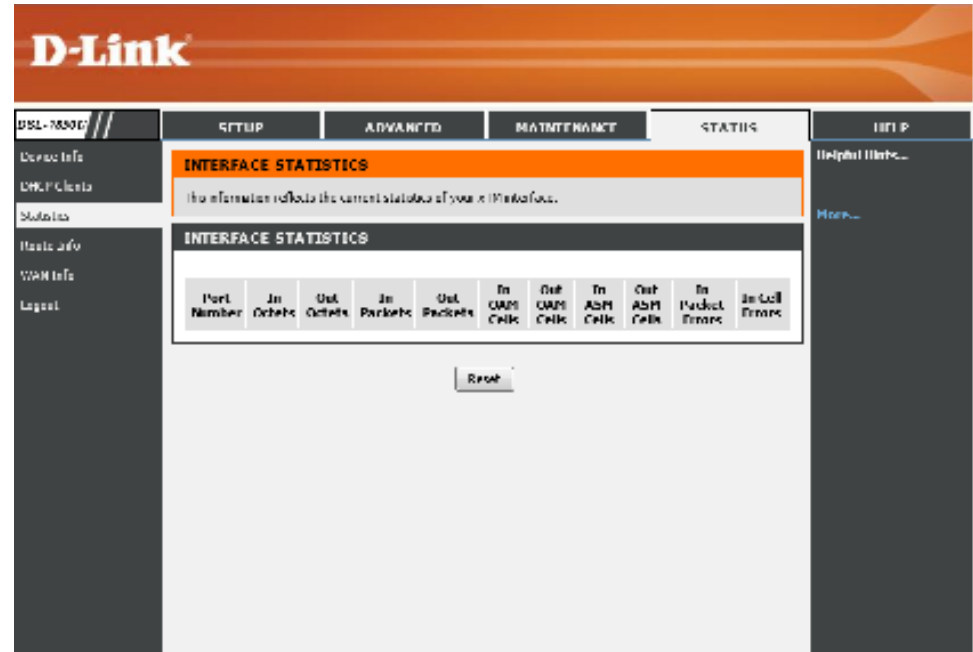 D-Link
SETUP
ADVANCED
MAINTENANCE
STATUS
HELP
Device Info
DHCP Clients
Statistics
Route Info
WAN Info
Logout
INTERFACE STATISTICS
This information reflects the current statistics of your xTM interface.
INTERFACE STATISTICS
Port Number
In Octets
Out Octets
In Packets
Out Packets
In OAM Cells
Out OAM Cells
In ASM Cells
Out ASM Cells
In Packet Errors
In Cell Errors
Reset
Helpful Hints...
More...